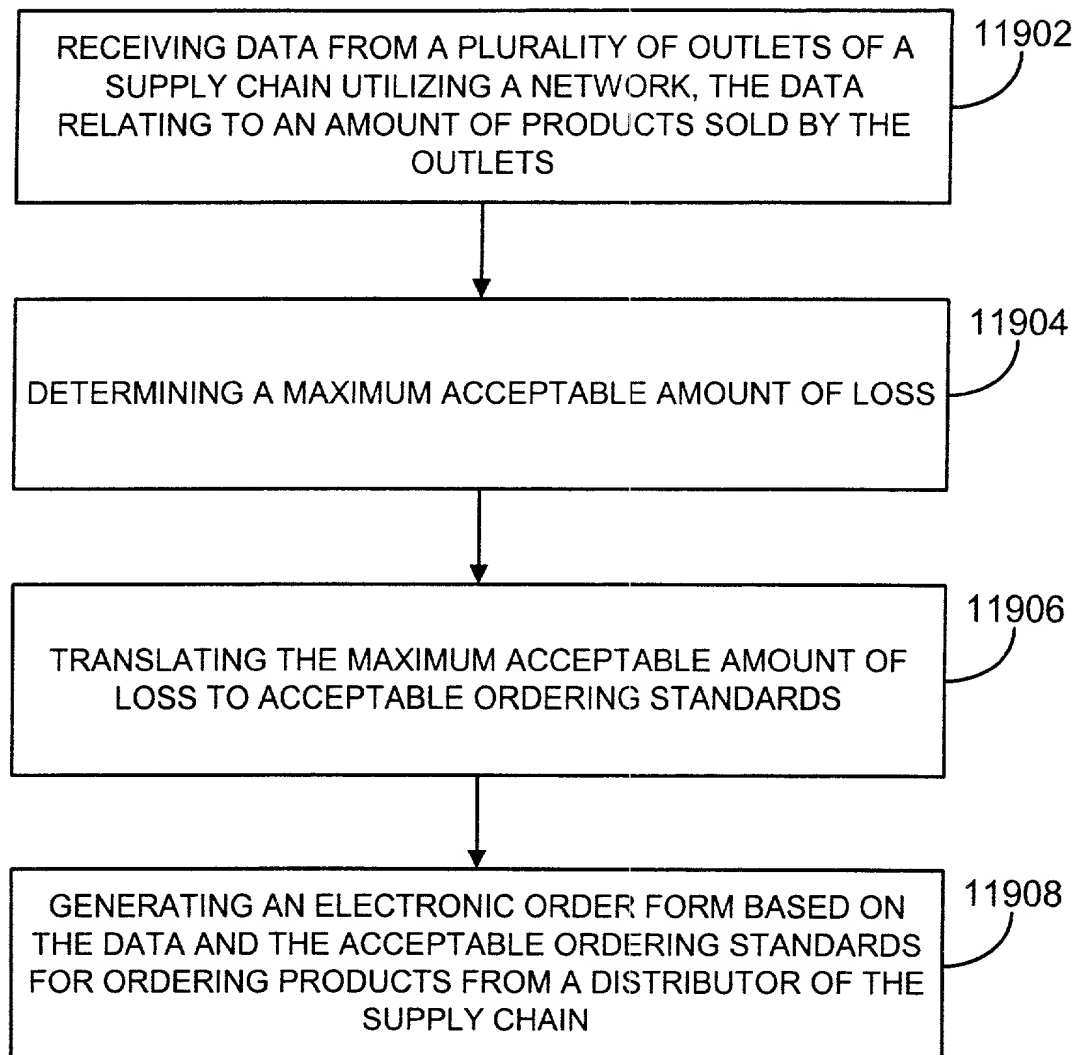 RECEIVING DATA FROM A PLURALITY OF OUTLETS OF A
SUPPLY CHAIN UTILIZING A NETWORK, THE DATA
RELATING TO AN AMOUNT OF PRODUCTS SOLD BY THE
OUTLETS
11902
DETERMINING A MAXIMUM ACCEPTABLE AMOUNT OF LOSS
11904
TRANSLATING THE MAXIMUM ACCEPTABLE AMOUNT OF
LOSS TO ACCEPTABLE ORDERING STANDARDS
11906
GENERATING AN ELECTRONIC ORDER FORM BASED ON
THE DATA AND THE ACCEPTABLE ORDERING STANDARDS
FOR ORDERING PRODUCTS FROM A DISTRIBUTOR OF THE
SUPPLY CHAIN
11908